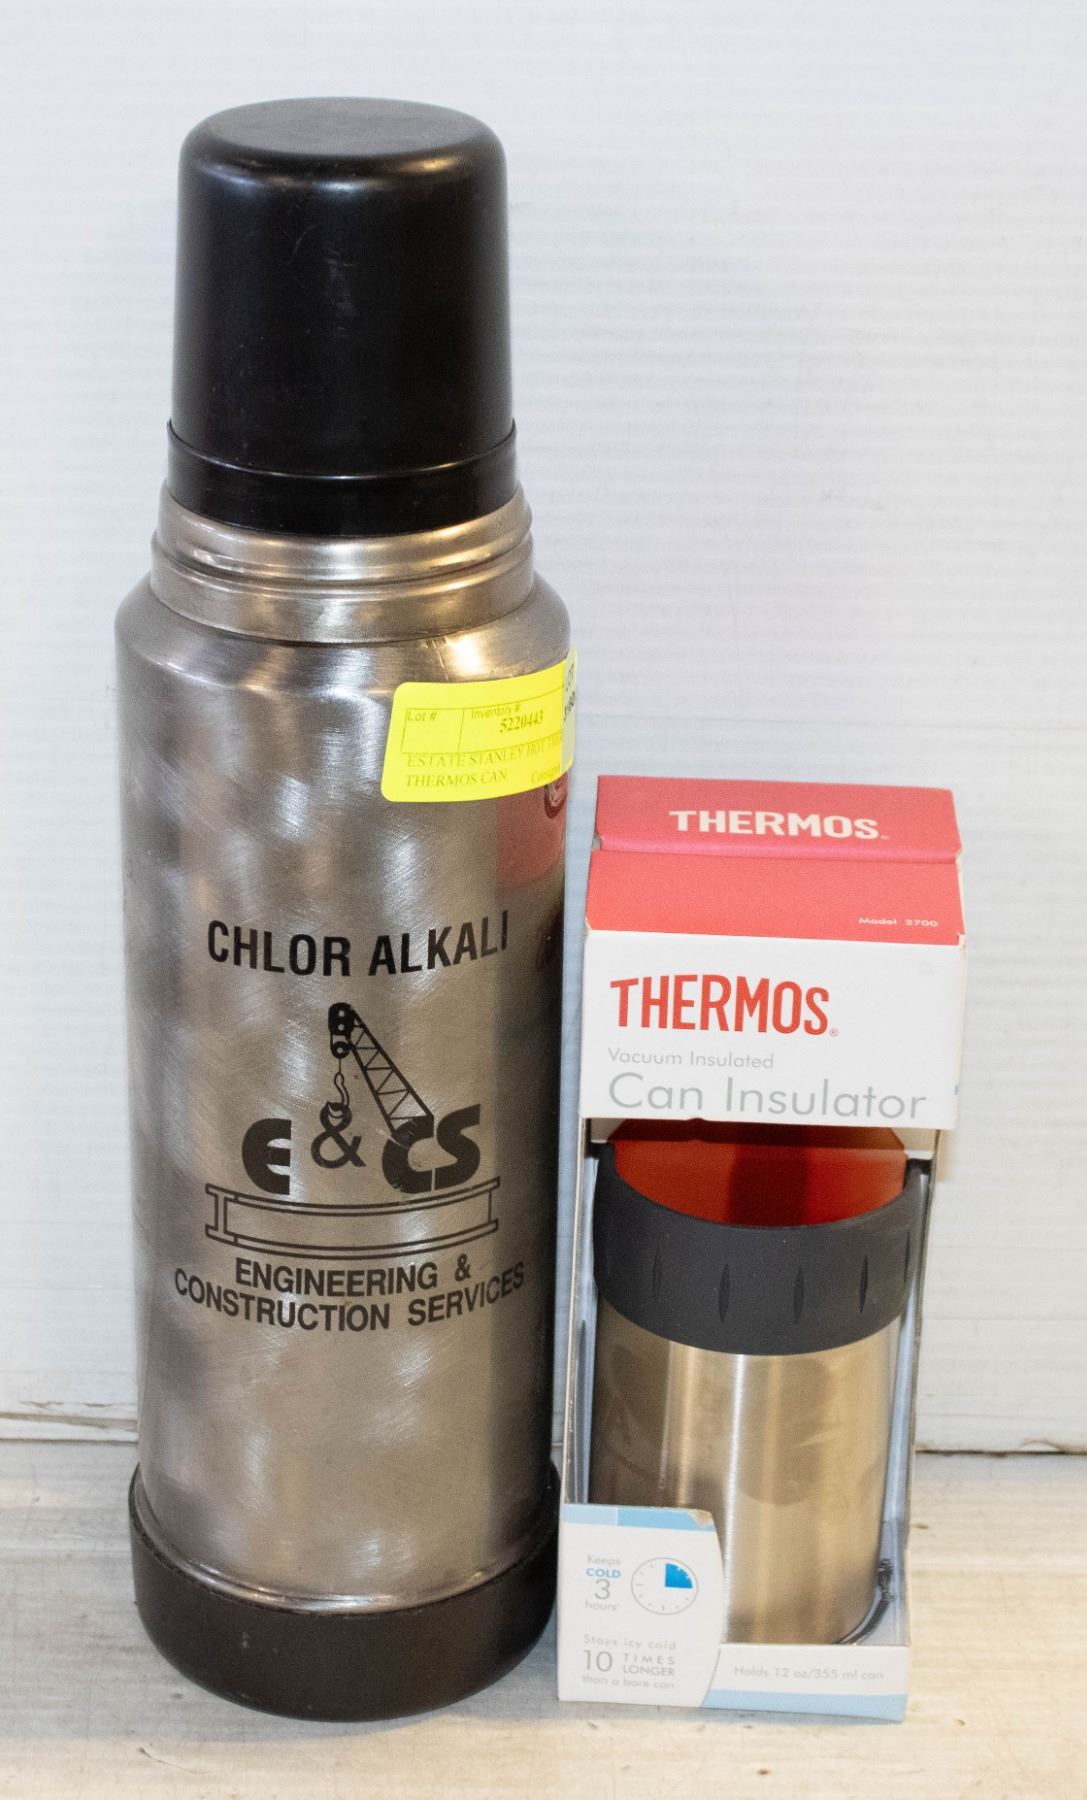 Lot #
Inventory #
5220443
ESTATE STANLEY HOT
THERMOS CAN
CHLOR ALKALI
E & CS
ENGINEERING &
CONSTRUCTION SERVICES
THERMOS
Model 2700
THERMOS®
Vacuum Insulated
Can Insulator
Keeps
COLD
3
hours*
Stays icy cold
10 TIMES
LONGER
than a bare can
Holds 12 oz/355 ml can